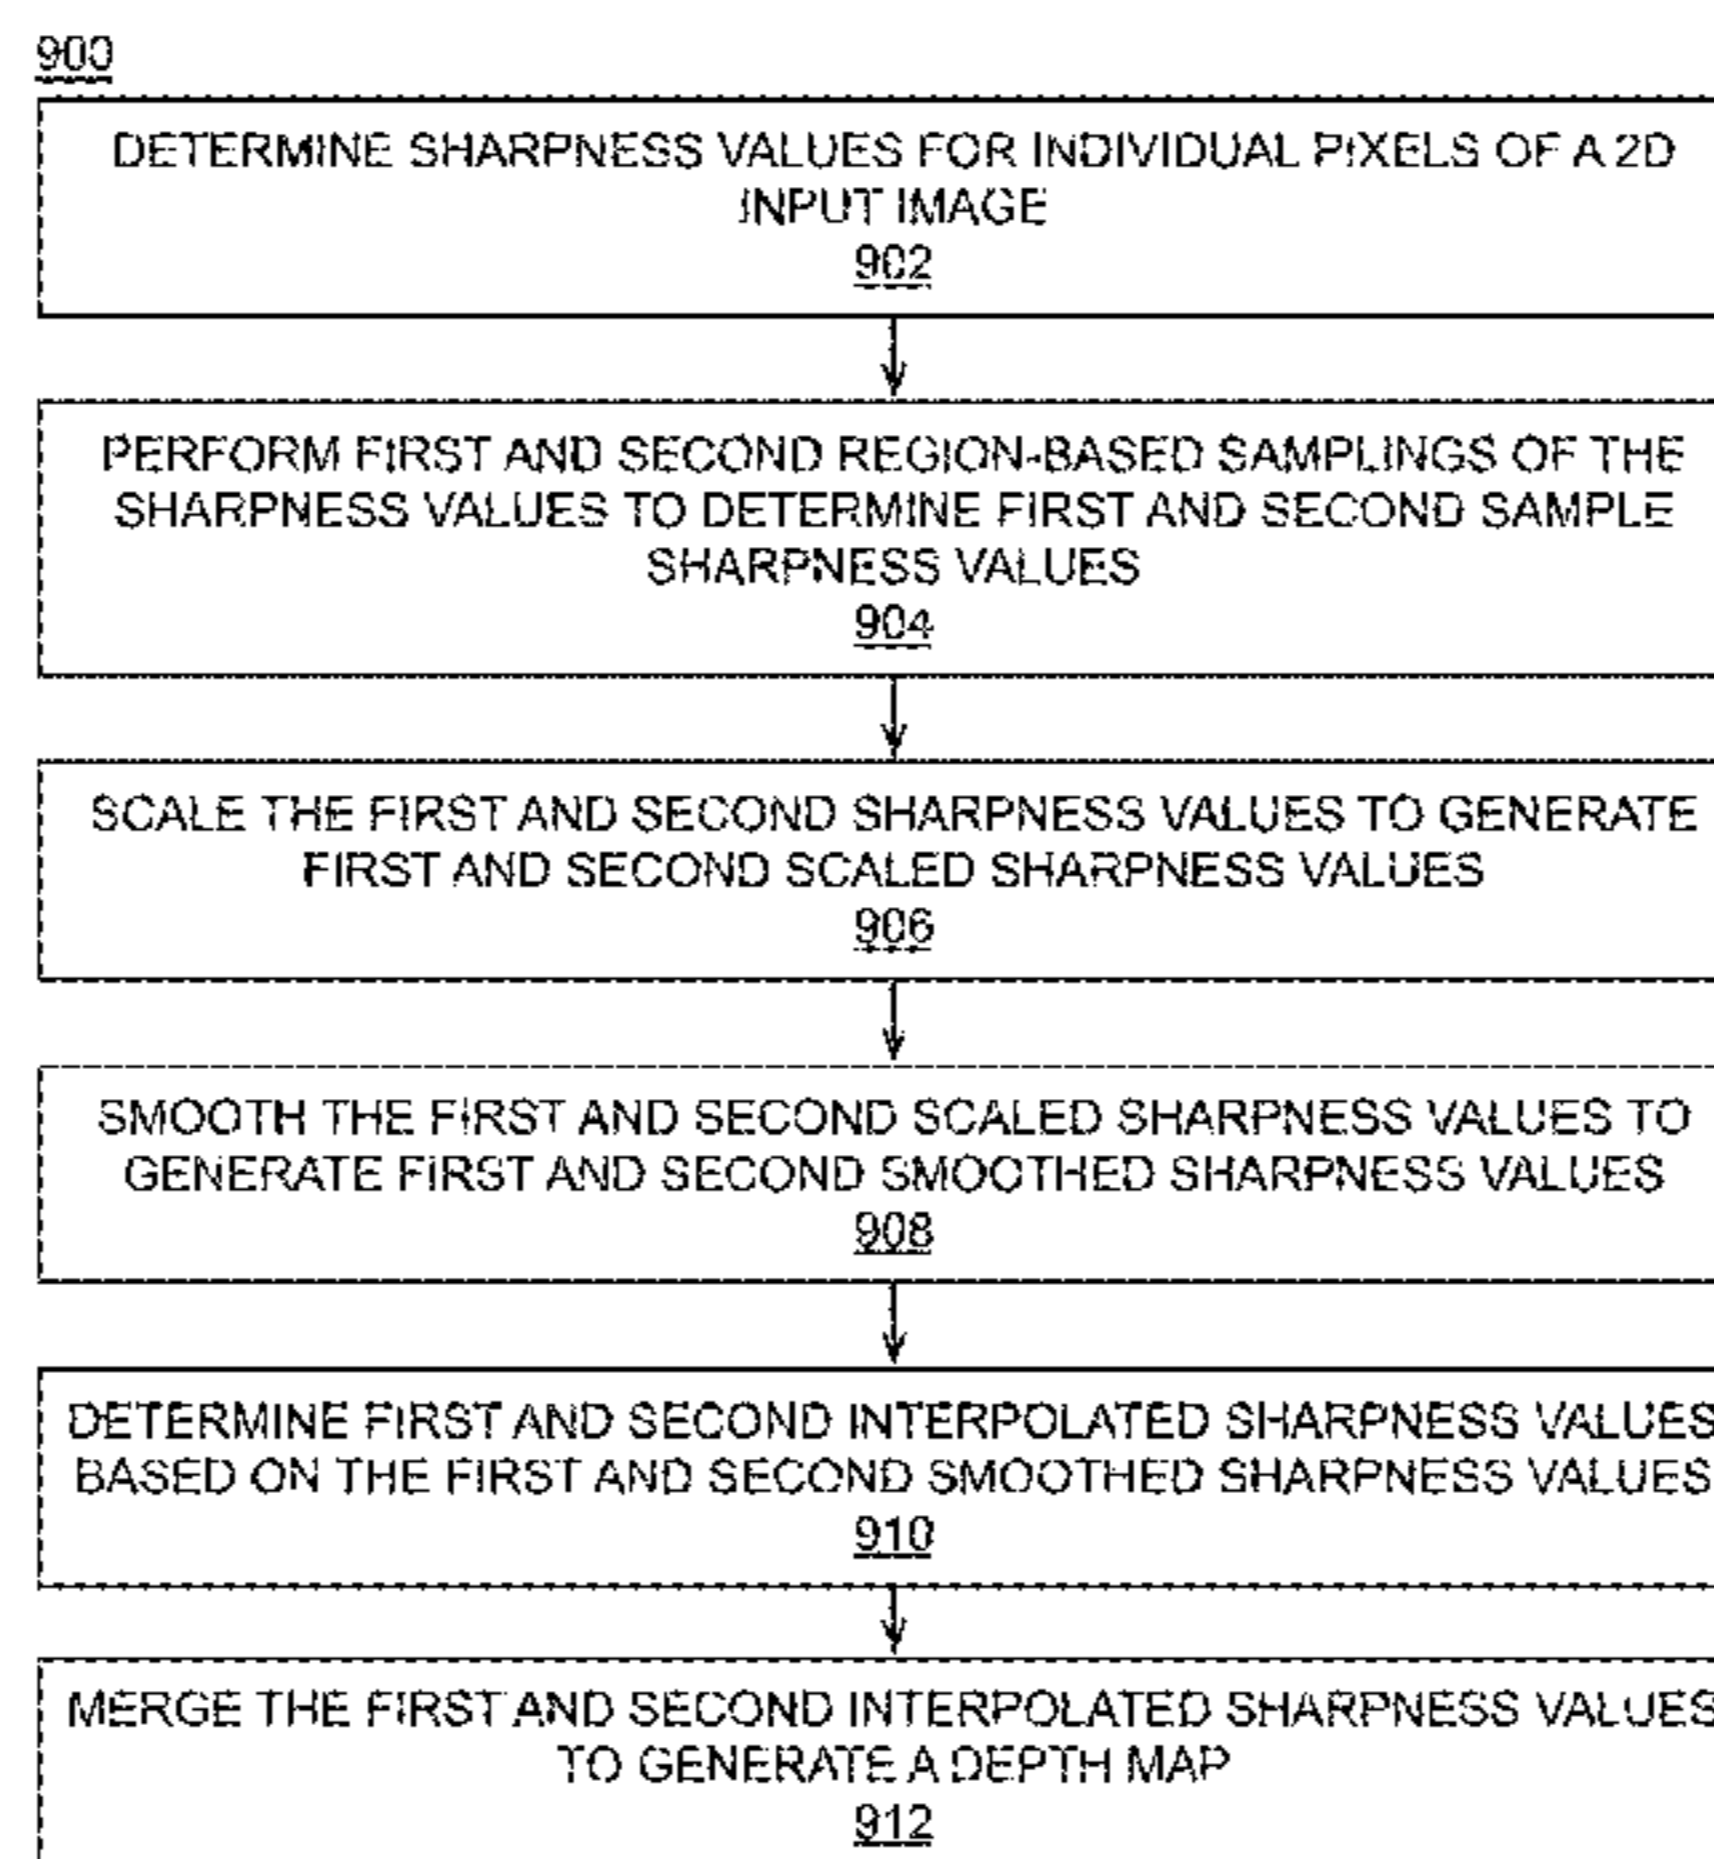 900
DETERMINE SHARPNESS VALUES FOR INDIVIDUAL PIXELS OF A 2D
INPUT IMAGE
902
PERFORM FIRST AND SECOND REGION-BASED SAMPLINGS OF THE
SHARPNESS VALUES TO DETERMINE FIRST AND SECOND SAMPLE
SHARPNESS VALUES
904
SCALE THE FIRST AND SECOND SHARPNESS VALUES TO GENERATE
FIRST AND SECOND SCALED SHARPNESS VALUES
906
SMOOTH THE FIRST AND SECOND SCALED SHARPNESS VALUES TO
GENERATE FIRST AND SECOND SMOOTHED SHARPNESS VALUES
908
DETERMINE FIRST AND SECOND INTERPOLATED SHARPNESS VALUES
BASED ON THE FIRST AND SECOND SMOOTHED SHARPNESS VALUES
910
MERGE THE FIRST AND SECOND INTERPOLATED SHARPNESS VALUES
TO GENERATE A DEPTH MAP
912